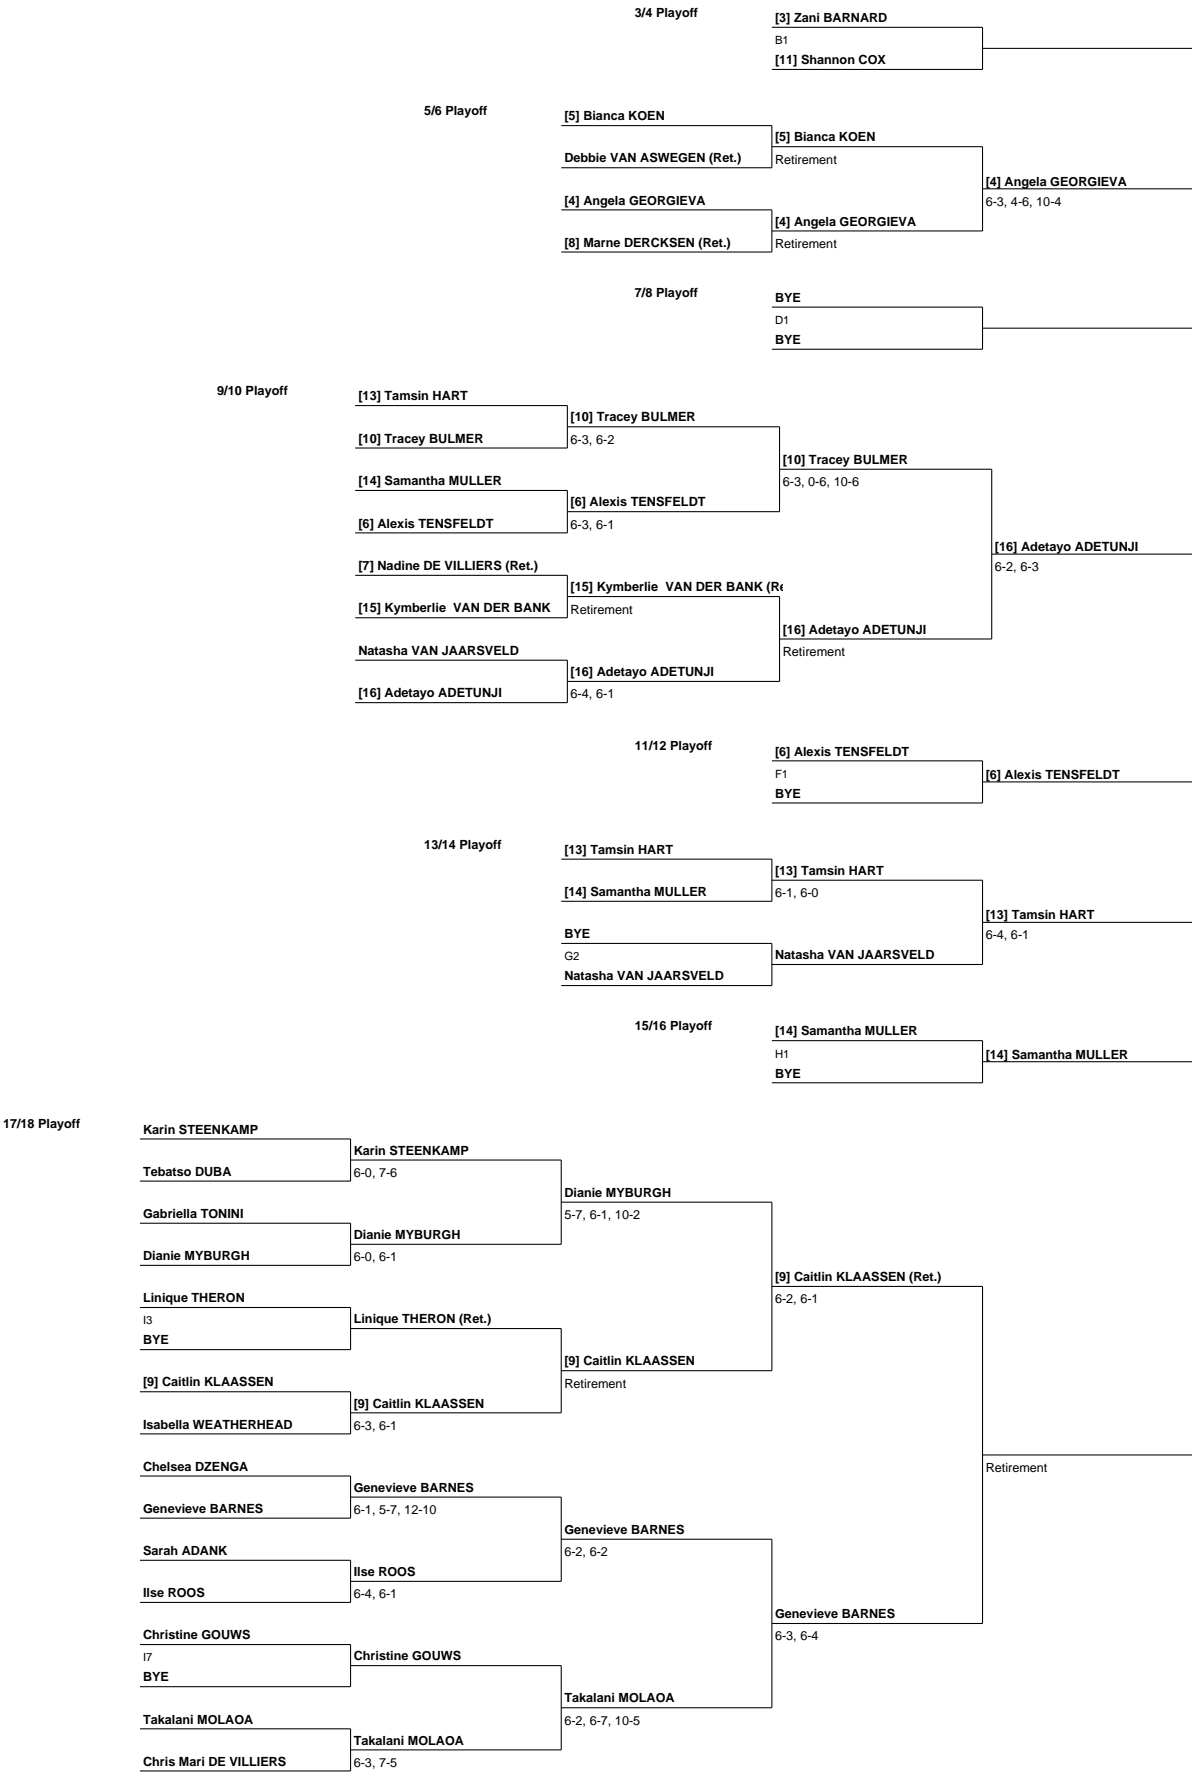 3/4 Playoff
[3] Zani BARNARD
B1
[11] Shannon COX
5/6 Playoff
[5] Bianca KOEN
[5] Bianca KOEN
Debbie VAN ASWEGEN (Ret.)
Retirement
[4] Angela GEORGIEVA
6-3, 4-6, 10-4
[4] Angela GEORGIEVA
[4] Angela GEORGIEVA
[8] Marne DERCKSEN (Ret.)
Retirement
7/8 Playoff
BYE
D1
BYE
9/10 Playoff
[13] Tamsin HART
[10] Tracey BULMER
[10] Tracey BULMER
6-3, 6-2
[10] Tracey BULMER
6-3, 0-6, 10-6
[14] Samantha MULLER
[6] Alexis TENSFELDT
[6] Alexis TENSFELDT
6-3, 6-1
[16] Adetayo ADETUNJI
6-2, 6-3
[7] Nadine DE VILLIERS (Ret.)
[15] Kymberlie VAN DER BANK (Re
[15] Kymberlie VAN DER BANK
Retirement
[16] Adetayo ADETUNJI
Retirement
Natasha VAN JAARSVELD
[16] Adetayo ADETUNJI
[16] Adetayo ADETUNJI
6-4, 6-1
11/12 Playoff
[6] Alexis TENSFELDT
F1
[6] Alexis TENSFELDT
BYE
13/14 Playoff
[13] Tamsin HART
[13] Tamsin HART
[14] Samantha MULLER
6-1, 6-0
[13] Tamsin HART
6-4, 6-1
BYE
G2
Natasha VAN JAARSVELD
Natasha VAN JAARSVELD
15/16 Playoff
[14] Samantha MULLER
H1
[14] Samantha MULLER
BYE
17/18 Playoff
Karin STEENKAMP
Karin STEENKAMP
Tebatso DUBA
6-0, 7-6
Dianie MYBURGH
5-7, 6-1, 10-2
Gabriella TONINI
Dianie MYBURGH
Dianie MYBURGH
6-0, 6-1
[9] Caitlin KLAASSEN (Ret.)
6-2, 6-1
Linique THERON
I3
Linique THERON (Ret.)
BYE
[9] Caitlin KLAASSEN
Retirement
[9] Caitlin KLAASSEN
[9] Caitlin KLAASSEN
Isabella WEATHERHEAD
6-3, 6-1
Retirement
Chelsea DZENGA
Genevieve BARNES
Genevieve BARNES
6-1, 5-7, 12-10
Genevieve BARNES
6-2, 6-2
Sarah ADANK
Ilse ROOS
Ilse ROOS
6-4, 6-1
Genevieve BARNES
6-3, 6-4
Christine GOUWS
I7
Christine GOUWS
BYE
Takalani MOLAOA
6-2, 6-7, 10-5
Takalani MOLAOA
Takalani MOLAOA
Chris Mari DE VILLIERS
6-3, 7-5